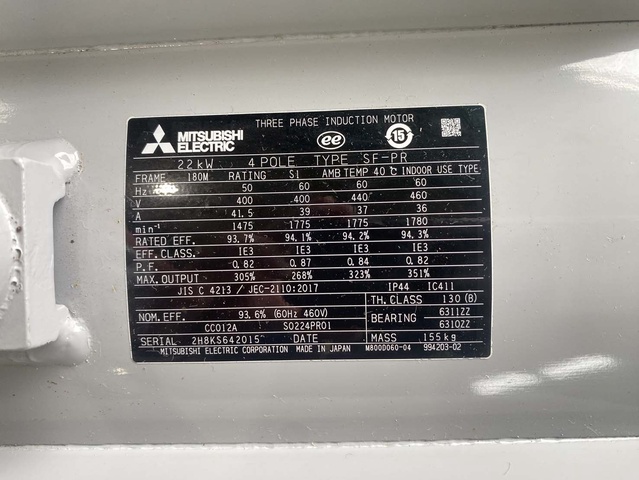 THREE PHASE INDUCTION MOTOR
MITSUBISHI
ELECTRIC
ee
15
22kW 4 POLE TYPE SF-PR
FRAME 180M RATING S1 AMB TEMP 40℃ INDOOR USE TYPE
Hz 50 60 60 60
V 400 400 440 460
A 41.5 39 37 36
min⁻¹ 1475 1775 1775 1780
RATED EFF. 93.7% 94.1% 94.2% 94.3%
EFF.CLASS. IE3 IE3 IE3 IE3
P.F. 0.82 0.87 0.84 0.82
MAX.OUTPUT 305% 268% 323% 351%
JIS C 4213 / JEC-2110:2017 IP44 IC411
TH.CLASS 130(B)
NOM.EFF. 93.6% (60Hz 460V)
BEARING 6311ZZ
6310ZZ
CC012A S0224PR01
SERIAL 2H8KS642015 DATE
MASS 155kg
MITSUBISHI ELECTRIC CORPORATION MADE IN JAPAN M800D060-04 994203-02